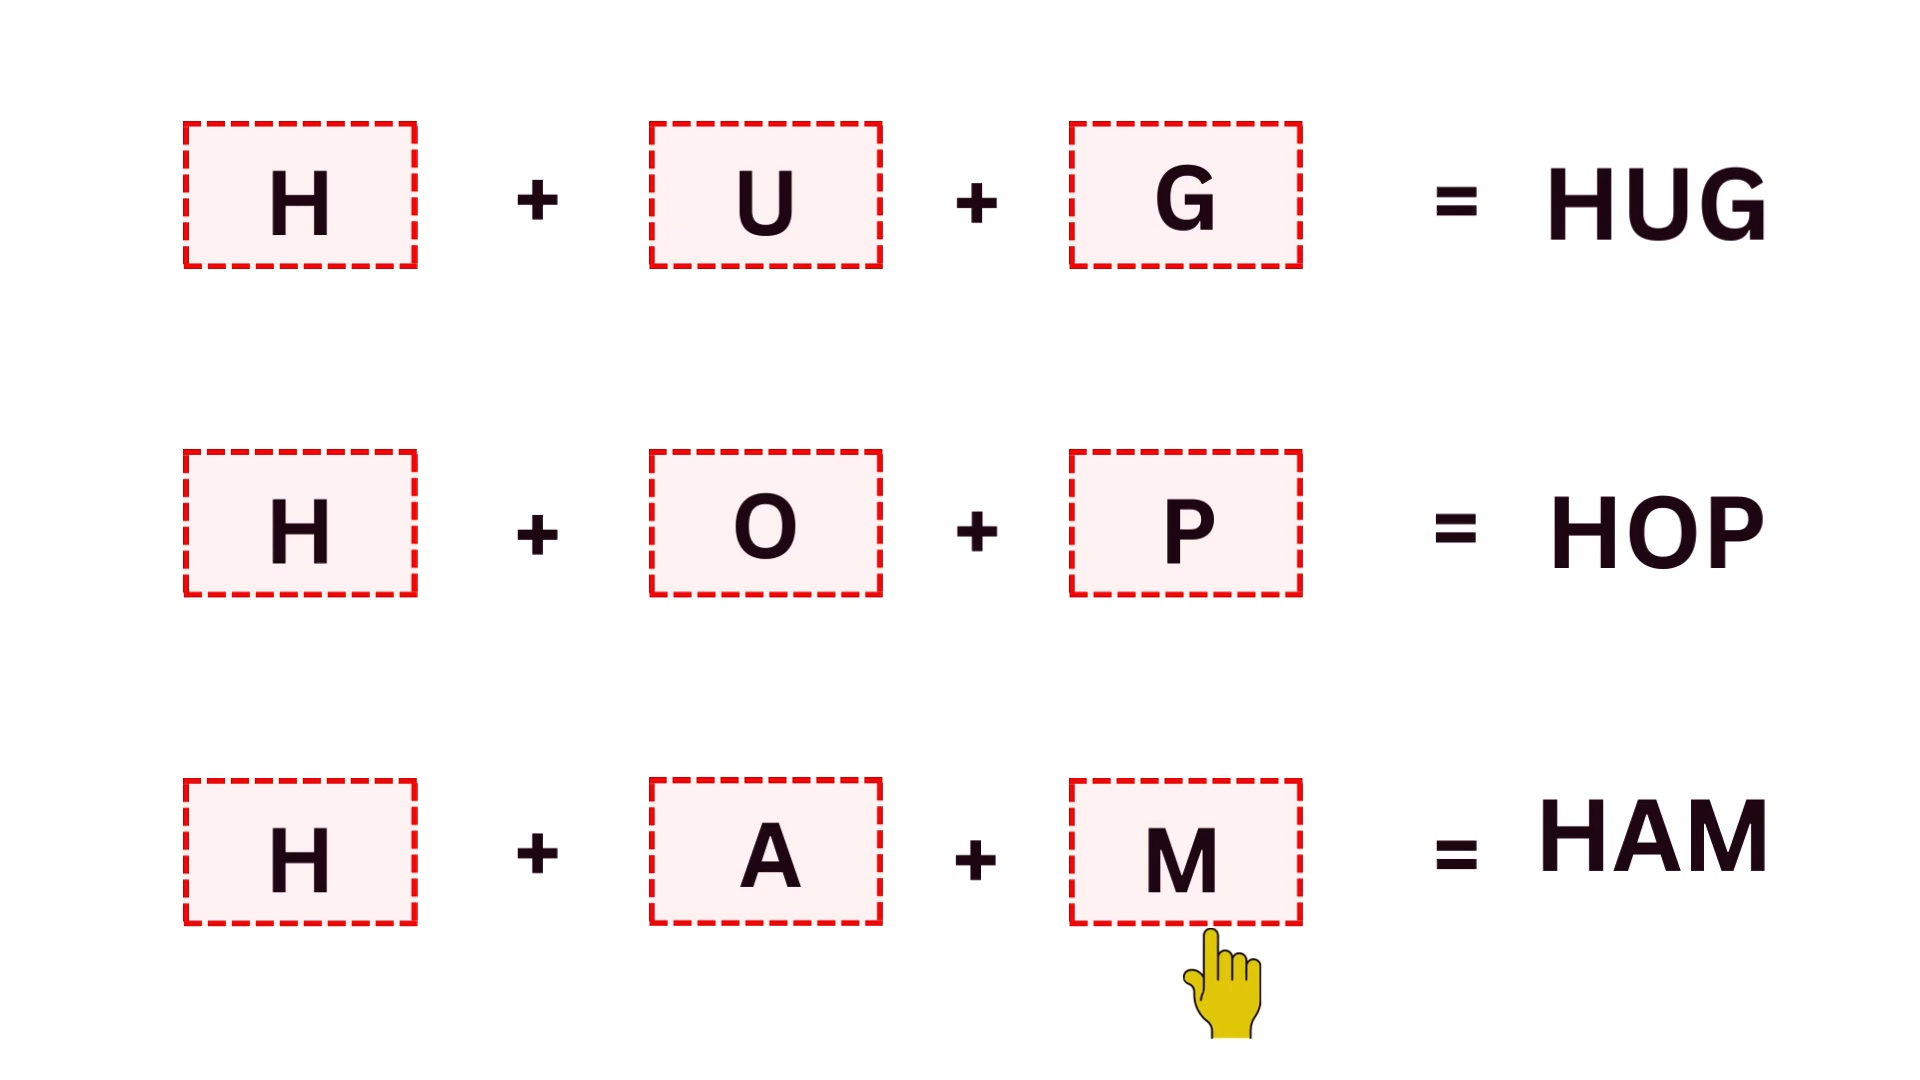 H + U + G = HUG
H + O + P = HOP
H + A + M = HAM